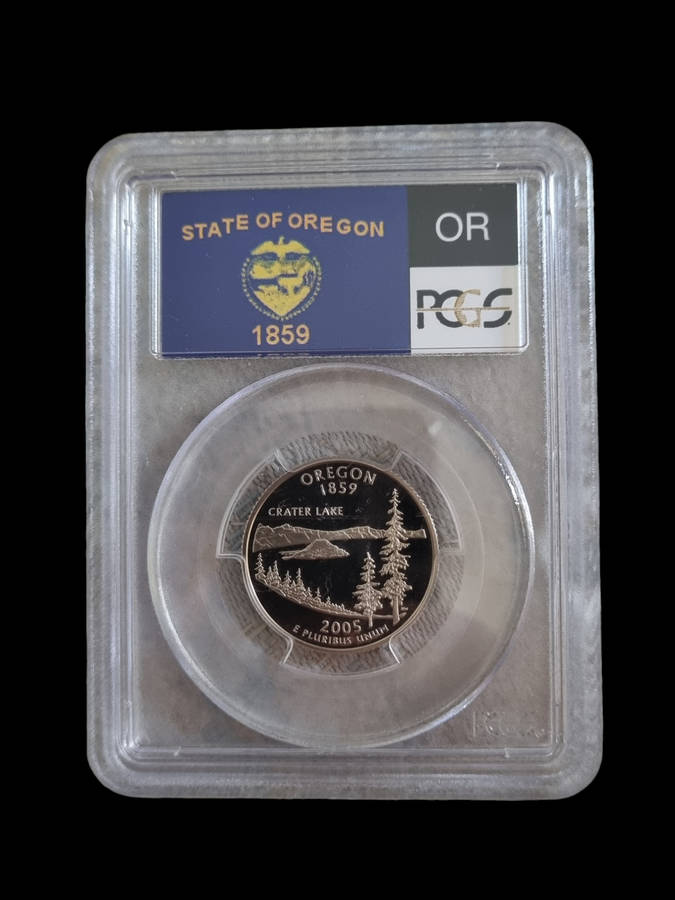 STATE OF OREGON
1859
OR
PCGS
OREGON
1859
CRATER LAKE
2005
E PLURIBUS UNUM